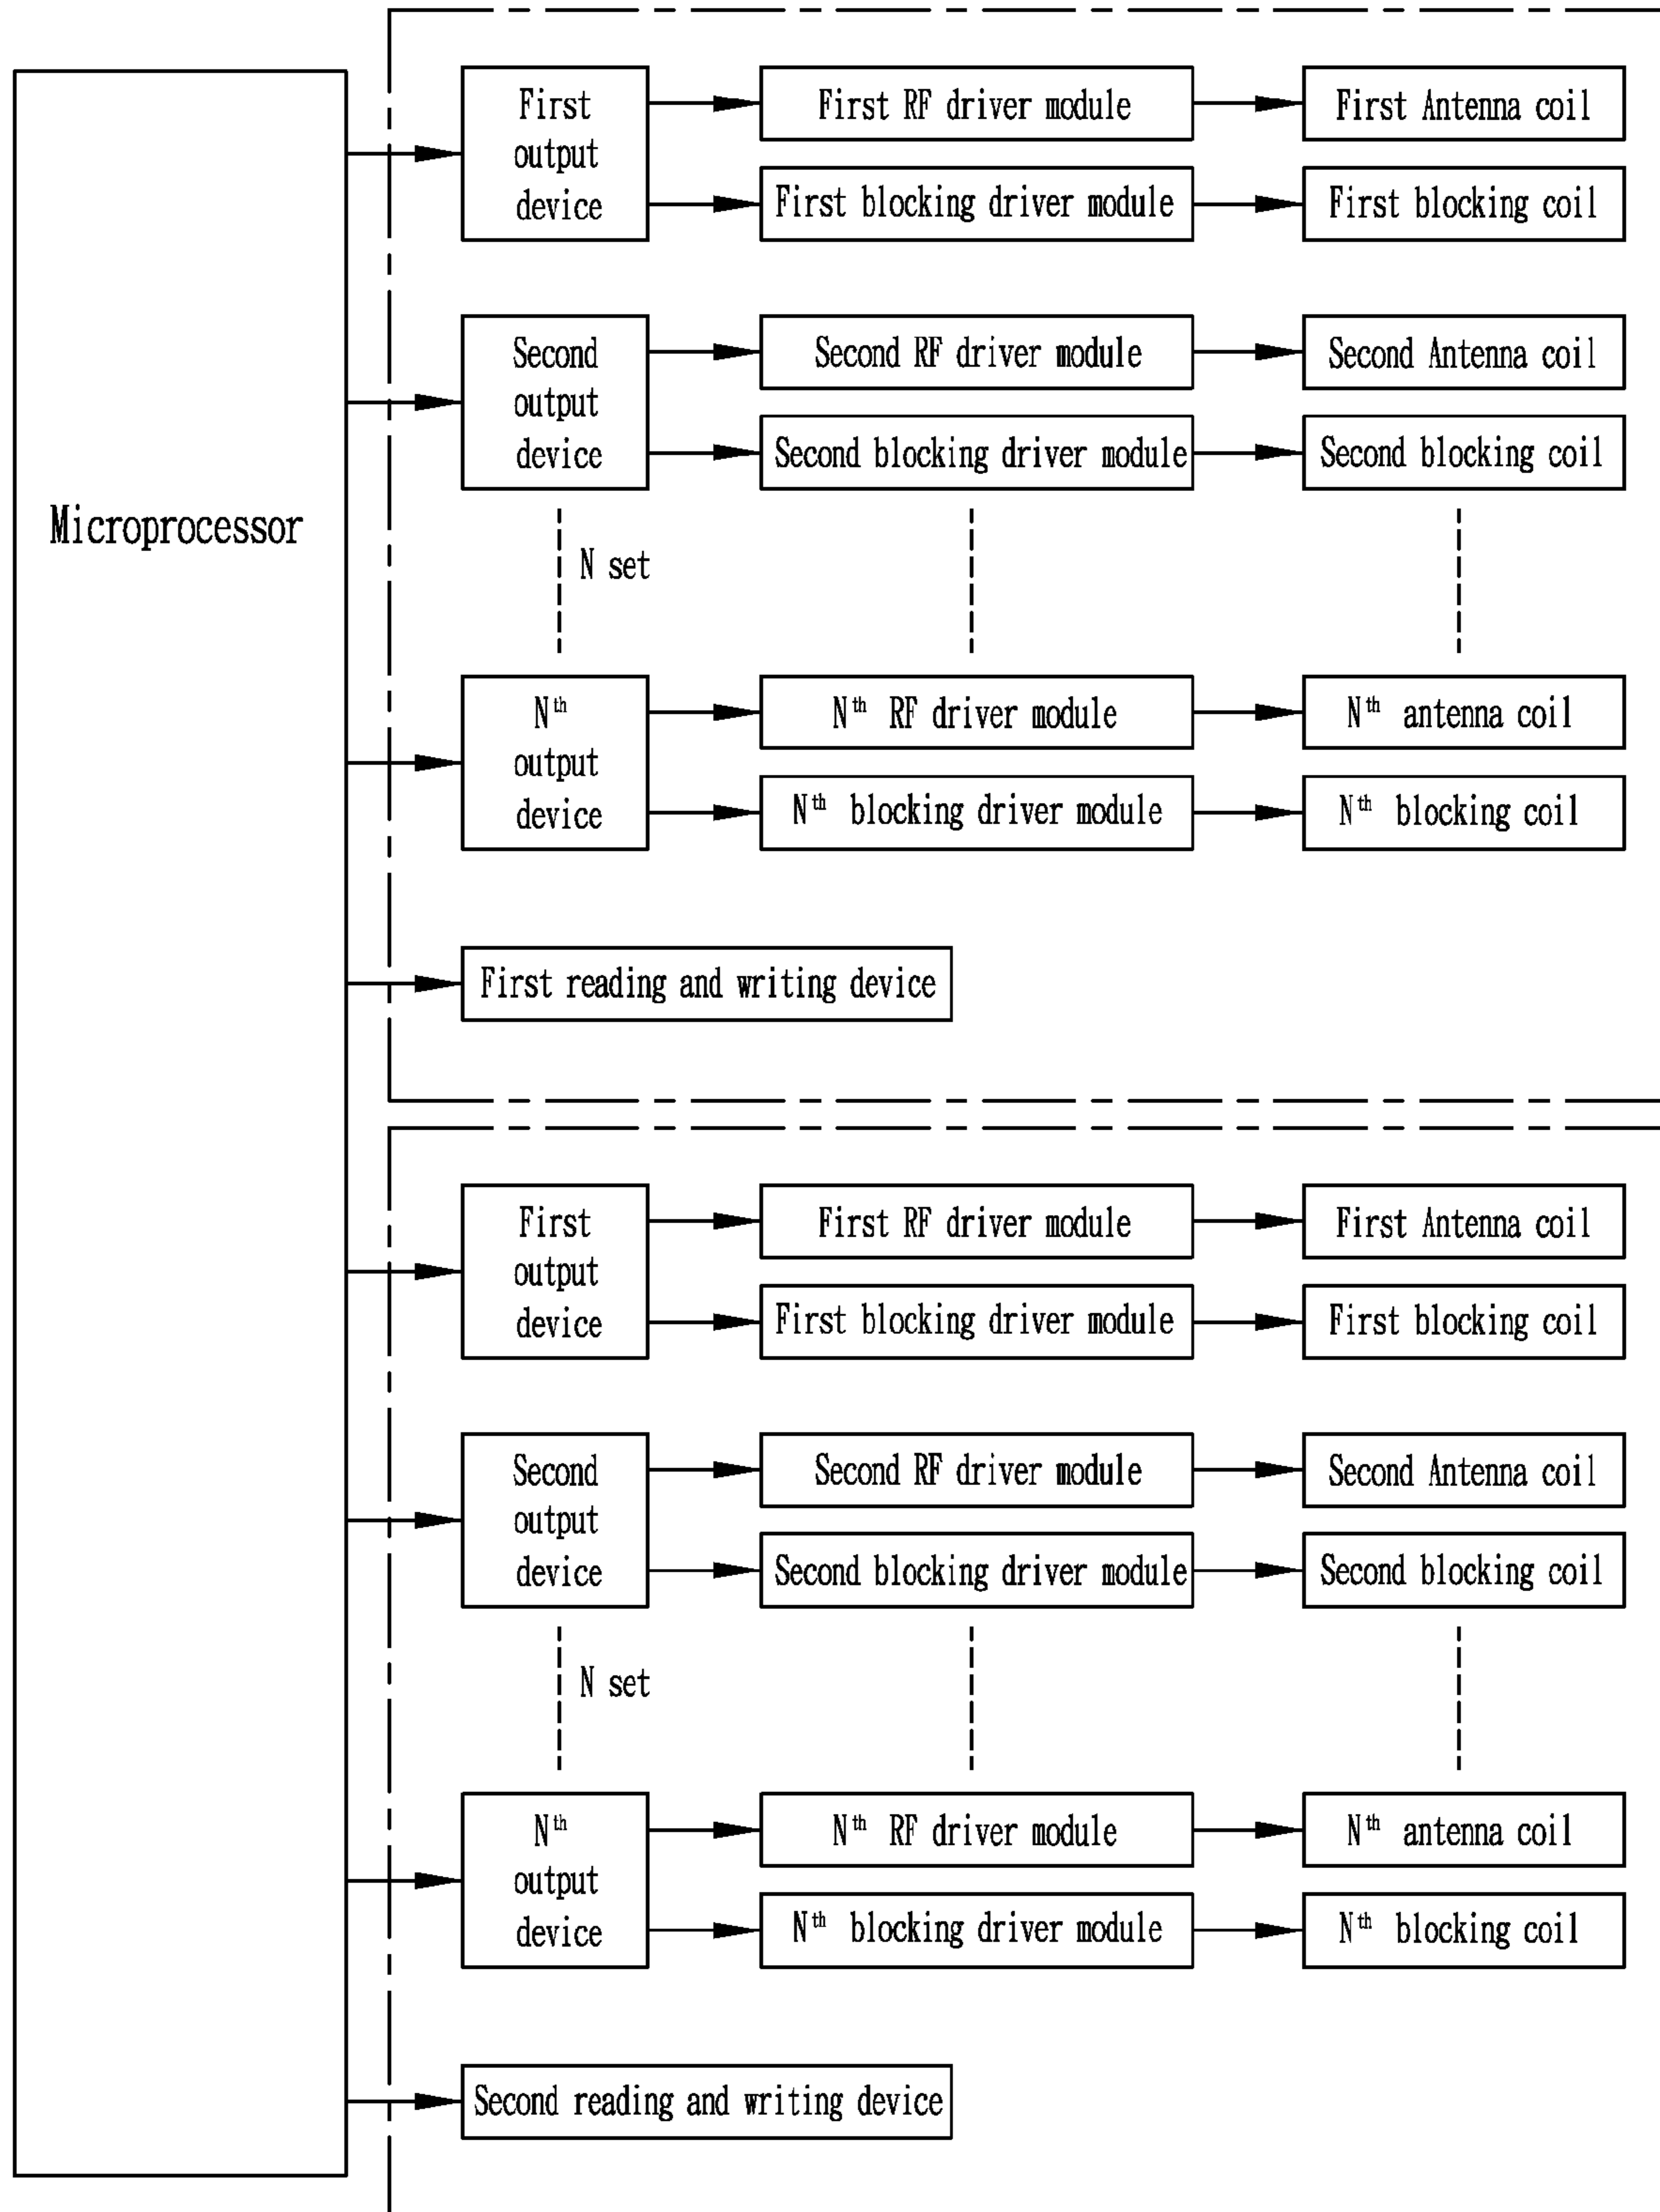 Microprocessor
First
output
device
First RF driver module
First Antenna coil
First blocking driver module
First blocking coil
Second
output
device
Second RF driver module
Second Antenna coil
Second blocking driver module
Second blocking coil
N set
Nᵗʰ
output
device
Nᵗʰ RF driver module
Nᵗʰ antenna coil
Nᵗʰ blocking driver module
Nᵗʰ blocking coil
First reading and writing device
First
output
device
First RF driver module
First Antenna coil
First blocking driver module
First blocking coil
Second
output
device
Second RF driver module
Second Antenna coil
Second blocking driver module
Second blocking coil
N set
Nᵗʰ
output
device
Nᵗʰ RF driver module
Nᵗʰ antenna coil
Nᵗʰ blocking driver module
Nᵗʰ blocking coil
Second reading and writing device